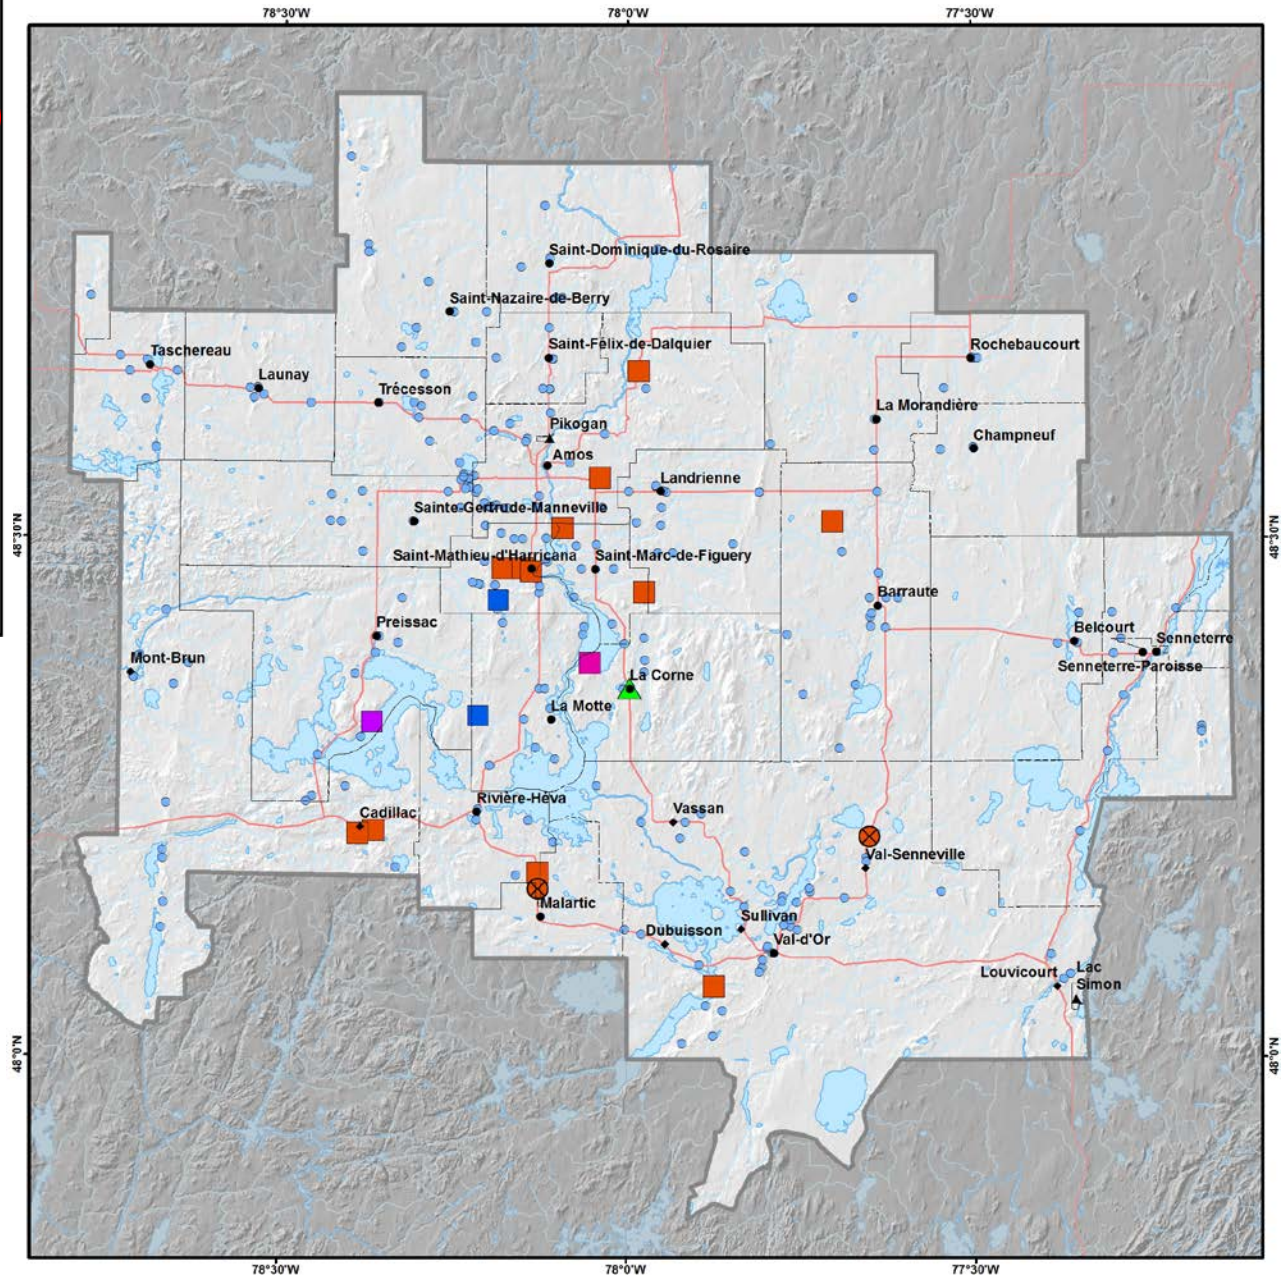 78°30'W 78°0'W 77°30'W
Saint-Dominique-du-Rosaire
Saint-Nazaire-de-Berry
Saint-Félix-de-Dalquier
Rochebaucourt
Taschereau
Launay
Trécesson
La Morandière
Pikogan
Champneuf
Amos
Landrienne
Sainte-Gertrude-Manneville
48°30'N
48°30'N
Saint-Mathieu-d'Harricana
Saint-Marc-de-Figuery
Barraute
Preissac
Belcourt
Senneterre
Mont-Brun
Senneterre-Paroisse
La Corne
La Motte
Rivière-Héva
Vassan
Cadillac
Val-Senneville
Malartic
Sullivan
Dubuisson
Val-d'Or
Louvicourt
Lac
Simon
48°0'N
48°0'N
78°30'W 78°0'W 77°30'W